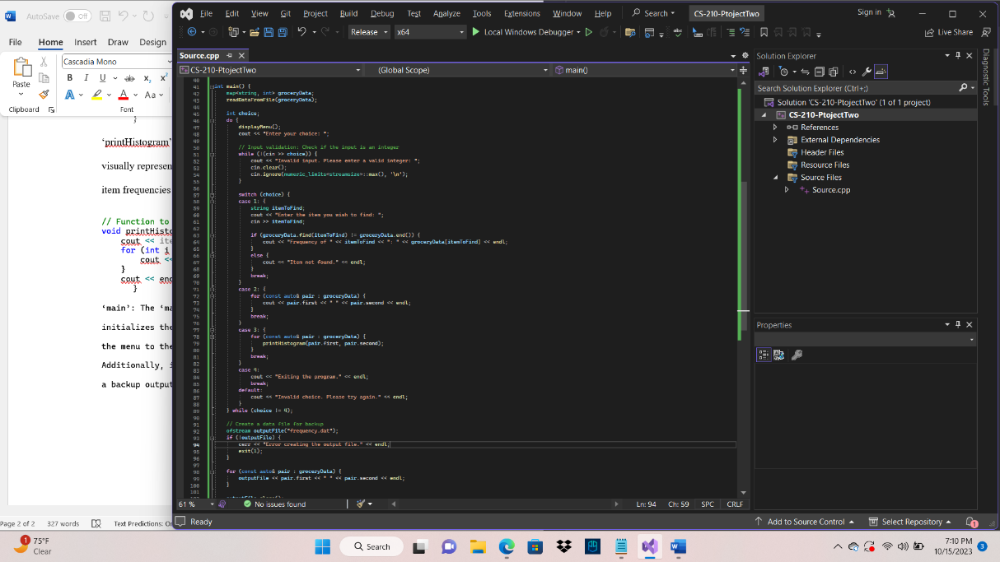 AutoSave Off
File Home Insert Draw Design
Cascadia Mono
Paste
B I U ab x₂ x²
A A Aa
Clipboard Font
}
‘printHistogram’
visually represen
item frequencies
// Function to
void printHisto
cout << ite
for (int i
cout <<
}
cout << end
}
‘main’: The ‘ma
initializes the
the menu to the
Additionally, i
a backup output
Page 2 of 2 327 words Text Predictions: On
File Edit View Git Project Build Debug Test Analyze Tools Extensions Window Help Search CS-210-PtojectTwo Sign in
Release x64 Local Windows Debugger Live Share
Source.cpp
CS-210-PtojectTwo (Global Scope) main()
40
41 int main() {
42 map<string, int> groceryData;
43 readDataFromFile(groceryData);
44
45 int choice;
46 do {
47 displayMenu();
48 cout << "Enter your choice: ";
49
50 // Input validation: Check if the input is an integer
51 while (!(cin >> choice)) {
52 cout << "Invalid input. Please enter a valid integer: ";
53 cin.clear();
54 cin.ignore(numeric_limits<streamsize>::max(), '\n');
55 }
56
57 switch (choice) {
58 case 1: {
59 string itemToFind;
60 cout << "Enter the item you wish to find: ";
61 cin >> itemToFind;
62
63 if (groceryData.find(itemToFind) != groceryData.end()) {
64 cout << "Frequency of " << itemToFind << ": " << groceryData[itemToFind] << endl;
65 }
66 else {
67 cout << "Item not found." << endl;
68 }
69 break;
70 }
71 case 2: {
72 for (const auto& pair : groceryData) {
73 cout << pair.first << " " << pair.second << endl;
74 }
75 break;
76 }
77 case 3: {
78 for (const auto& pair : groceryData) {
79 printHistogram(pair.first, pair.second);
80 }
81 break;
82 }
83 case 4:
84 cout << "Exiting the program." << endl;
85 break;
86 default:
87 cout << "Invalid choice. Please try again." << endl;
88 }
89 } while (choice != 4);
90
91 // Create a data file for backup
92 ofstream outputFile("frequency.dat");
93 if (!outputFile) {
94 cerr << "Error creating the output file." << endl;
95 exit(1);
96 }
97
98 for (const auto& pair : groceryData) {
99 outputFile << pair.first << " " << pair.second << endl;
100 }
101
61 % No issues found Ln: 94 Ch: 59 SPC CRLF
Ready Add to Source Control Select Repository 1
Solution Explorer
Search Solution Explorer (Ctrl+;)
Solution 'CS-210-PtojectTwo' (1 of 1 project)
CS-210-PtojectTwo
References
External Dependencies
Header Files
Resource Files
Source Files
Source.cpp
Properties
Diagnostic Tools
1 75°F
Clear
Search
7:10 PM
10/15/2023
3